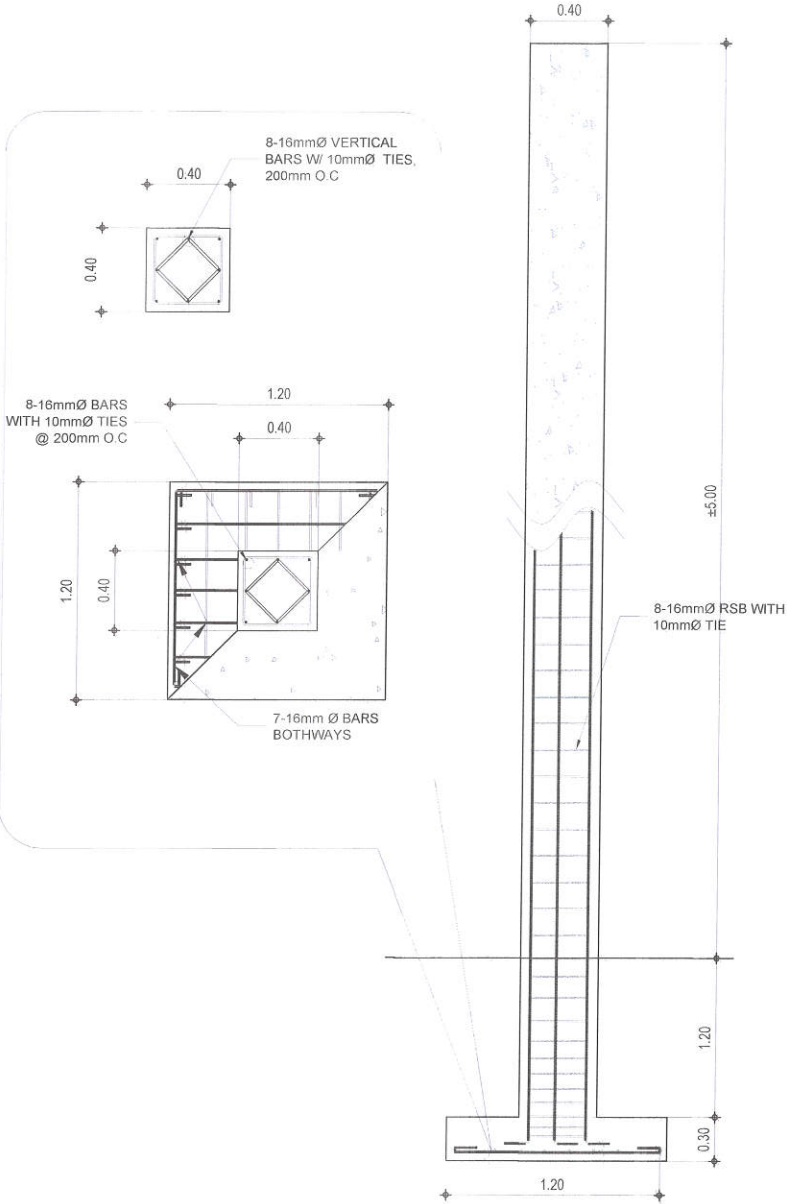 0.40
8-16mmØ VERTICAL
BARS W/ 10mmØ TIES,
200mm O.C
0.40
0.40
8-16mmØ BARS
WITH 10mmØ TIES
@ 200mm O.C
1.20
0.40
1.20
0.40
7-16mm Ø BARS
BOTHWAYS
±5.00
8-16mmØ RSB WITH
10mmØ TIE
1.20
0.30
1.20